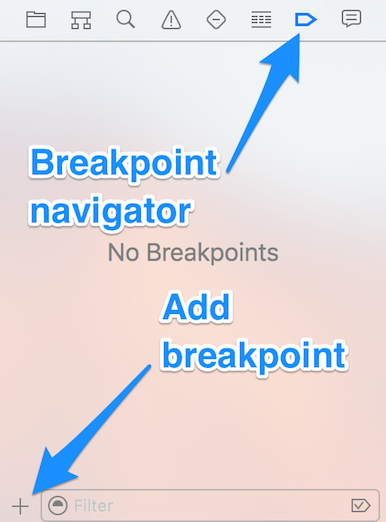 Breakpoint
navigator
No Breakpoints
Add
breakpoint
Filter